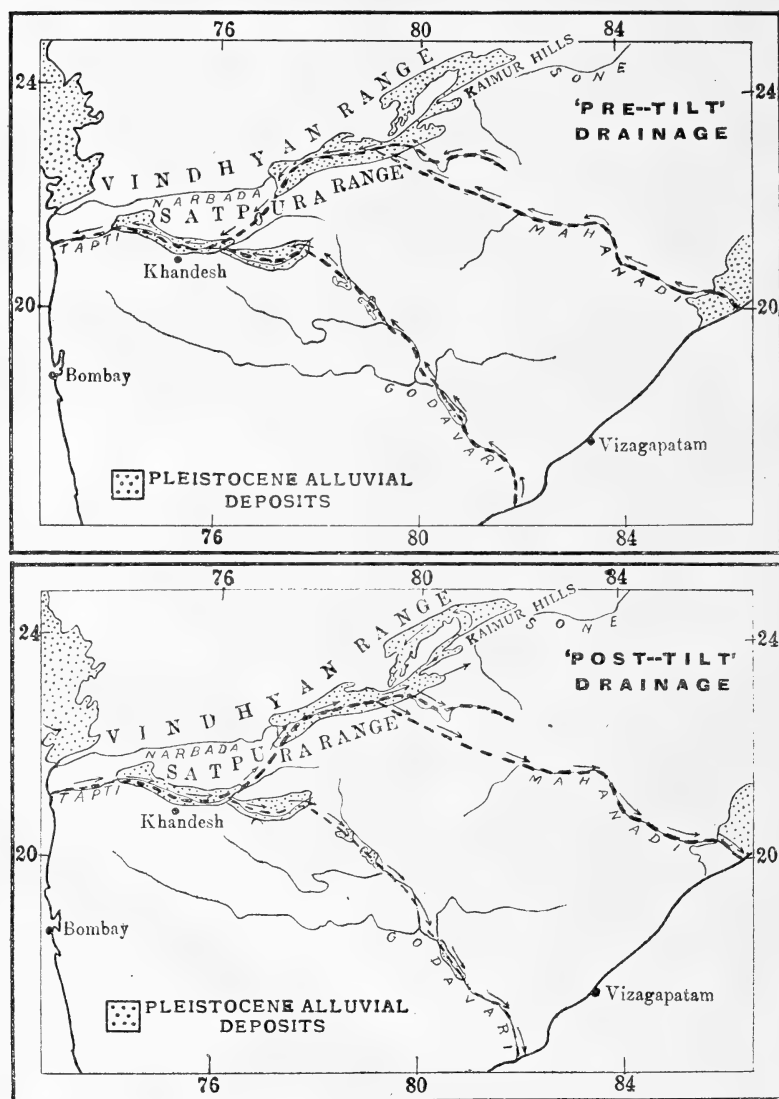 76 80 84
24 24
VINDHYAN RANGE
KAIMUR HILLS
SONE
'PRE--TILT'
DRAINAGE
NARBADA
SATPURA RANGE
TAPTI
Khandesh
MAHANADI
20 20
Bombay
GODAVARI
Vizagapatam
PLEISTOCENE ALLUVIAL
DEPOSITS
76 80 84
76 80 84
24 24
VINDHYAN RANGE
KAIMUR HILLS
SONE
'POST--TILT'
DRAINAGE
NARBADA
SATPURA RANGE
TAPTI
Khandesh
MAHANADI
20 20
Bombay
GODAVARI
Vizagapatam
PLEISTOCENE ALLUVIAL
DEPOSITS
76 80 84